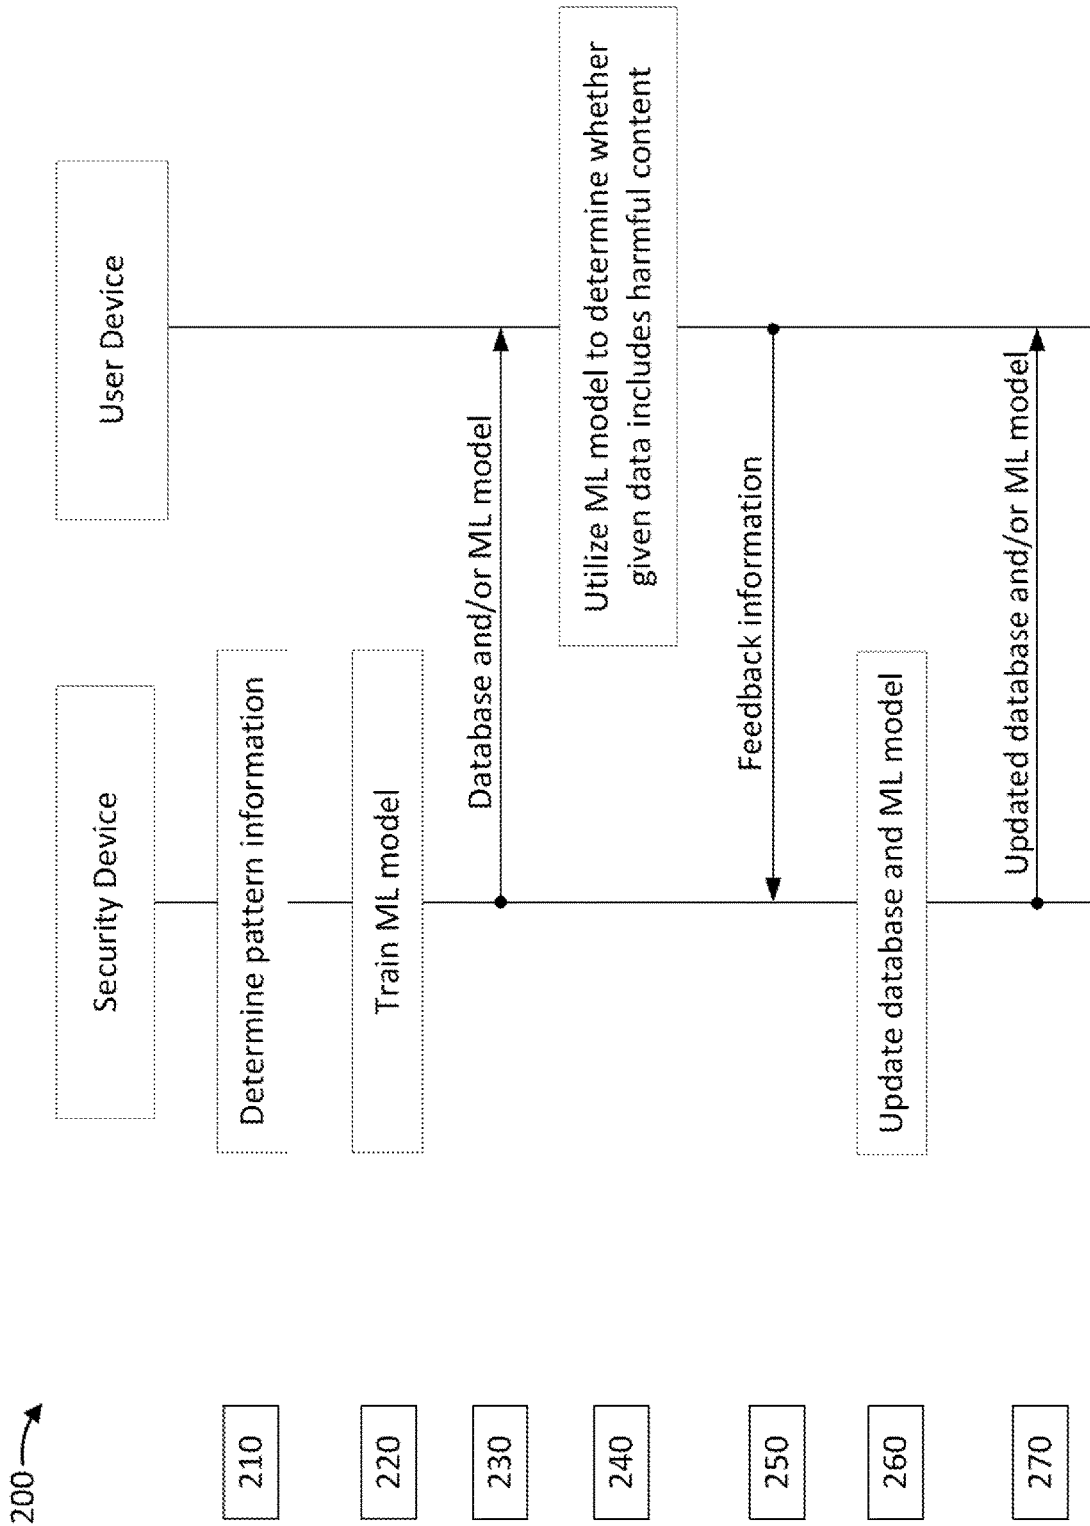 200
Security Device
User Device
210
Determine pattern information
220
Train ML model
230
Database and/or ML model
240
Utilize ML model to determine whether
given data includes harmful content
250
Feedback information
260
Update database and ML model
270
Updated database and/or ML model